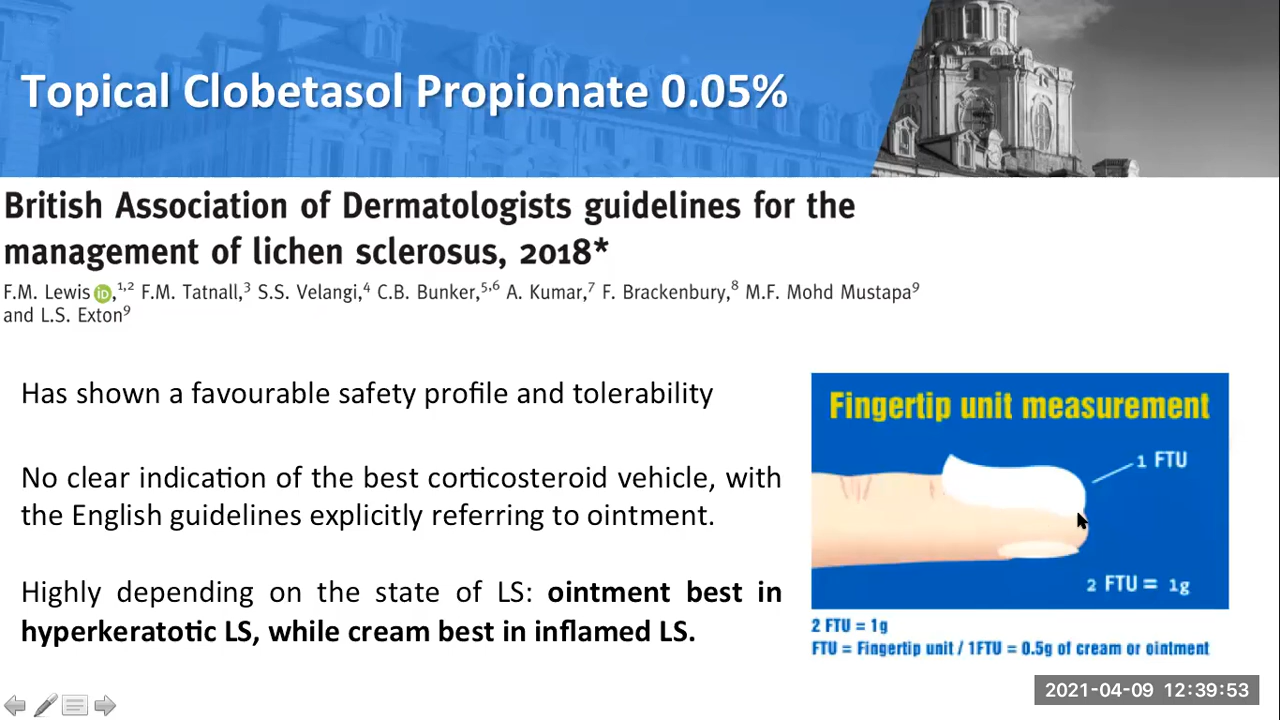 Topical Clobetasol Propionate 0.05%
British Association of Dermatologists guidelines for the
management of lichen sclerosus, 2018*
F.M. Lewis iD,1,2 F.M. Tatnall,3 S.S. Velangi,4 C.B. Bunker,5,6 A. Kumar,7 F. Brackenbury,8 M.F. Mohd Mustapa9
and L.S. Exton9
Has shown a favourable safety profile and tolerability
No clear indication of the best corticosteroid vehicle, with
the English guidelines explicitly referring to ointment.
Highly depending on the state of LS: ointment best in
hyperkeratotic LS, while cream best in inflamed LS.
Fingertip unit measurement
1 FTU
2 FTU = 1g
2 FTU = 1g
FTU = Fingertip unit / 1FTU = 0.5g of cream or ointment
2021-04-09 12:39:53